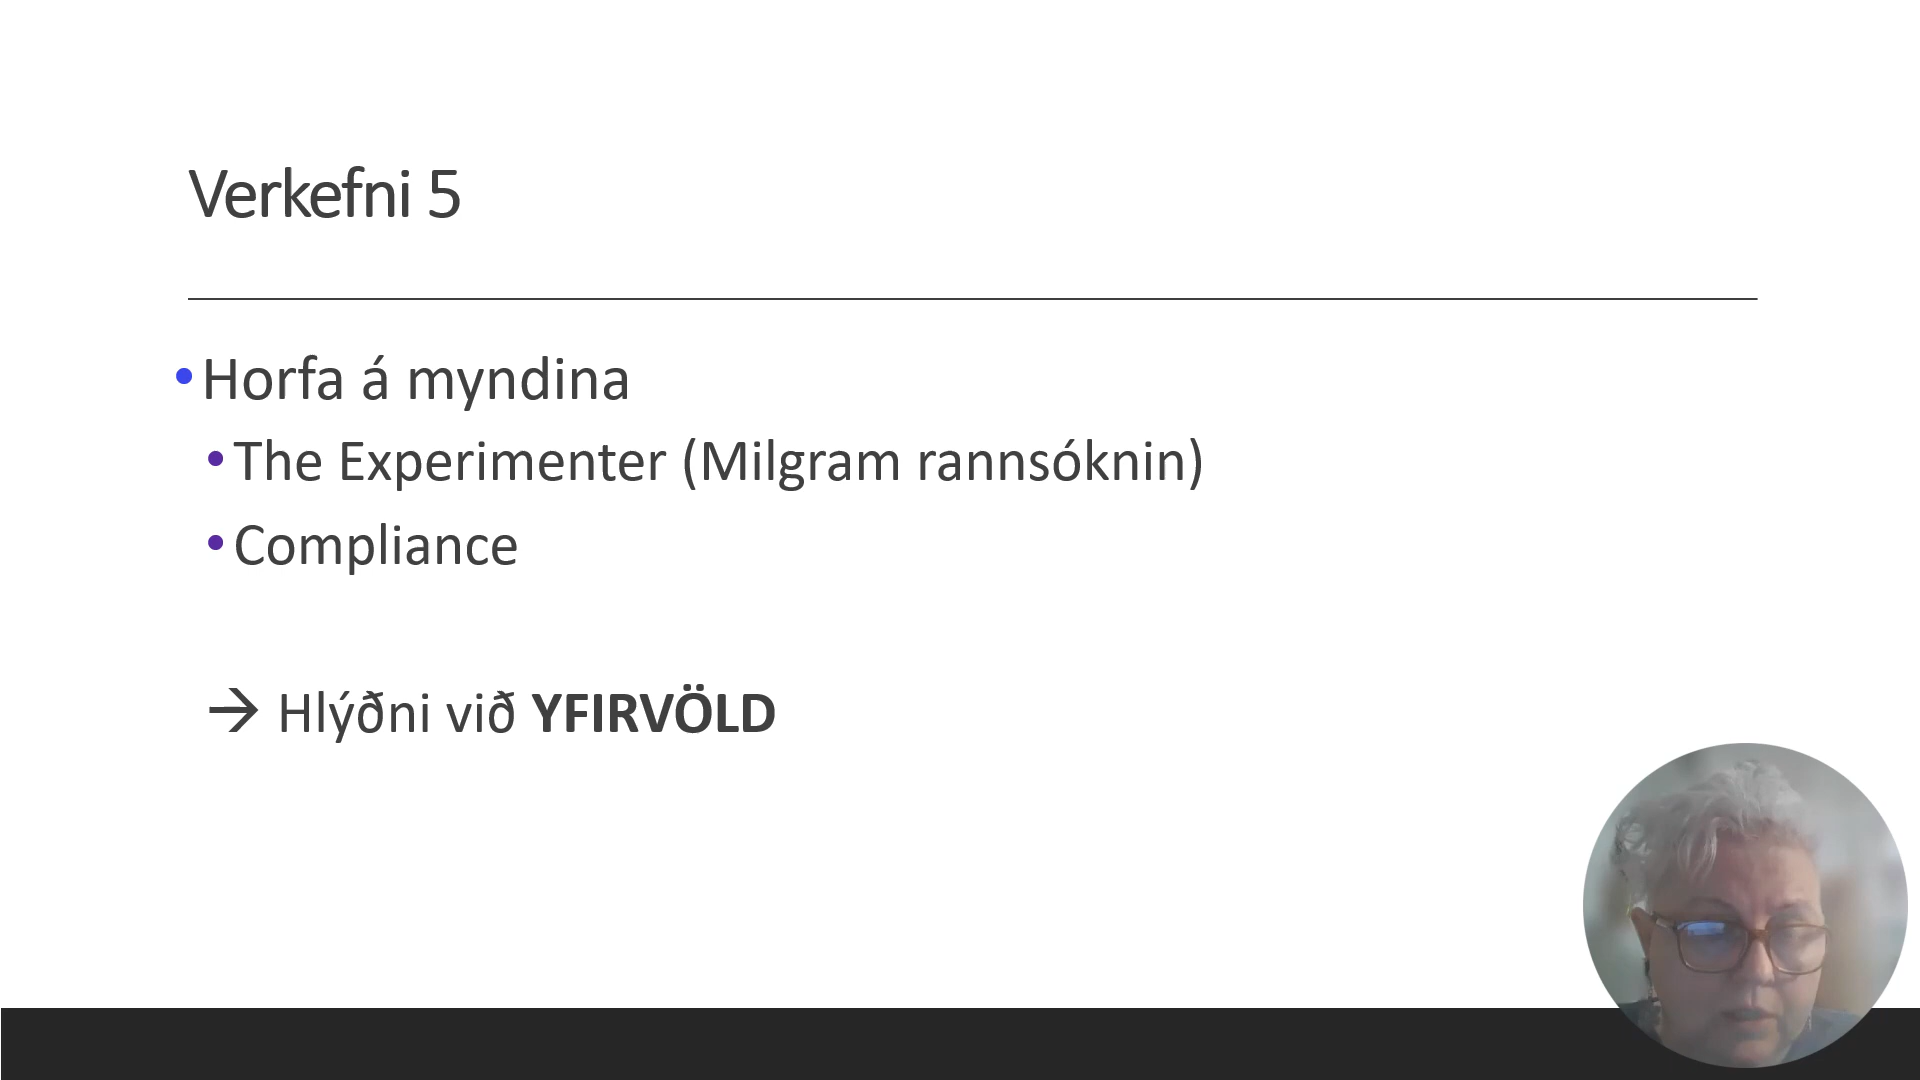 Verkefni 5
• Horfa á myndina
• The Experimenter (Milgram rannsóknin)
• Compliance
→ Hlýðni við YFIRVÖLD